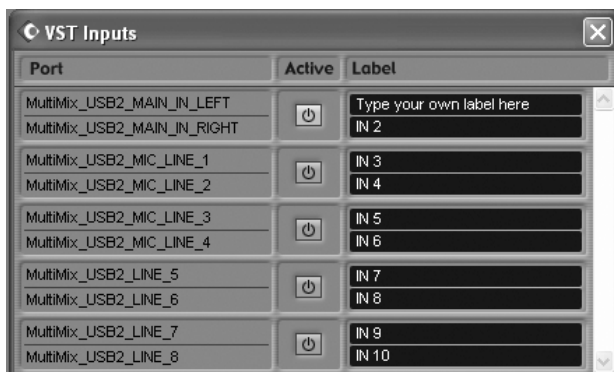 VST Inputs
Port Active Label
MultiMix_USB2_MAIN_IN_LEFT Type your own label here
MultiMix_USB2_MAIN_IN_RIGHT IN 2
MultiMix_USB2_MIC_LINE_1 IN 3
MultiMix_USB2_MIC_LINE_2 IN 4
MultiMix_USB2_MIC_LINE_3 IN 5
MultiMix_USB2_MIC_LINE_4 IN 6
MultiMix_USB2_LINE_5 IN 7
MultiMix_USB2_LINE_6 IN 8
MultiMix_USB2_LINE_7 IN 9
MultiMix_USB2_LINE_8 IN 10